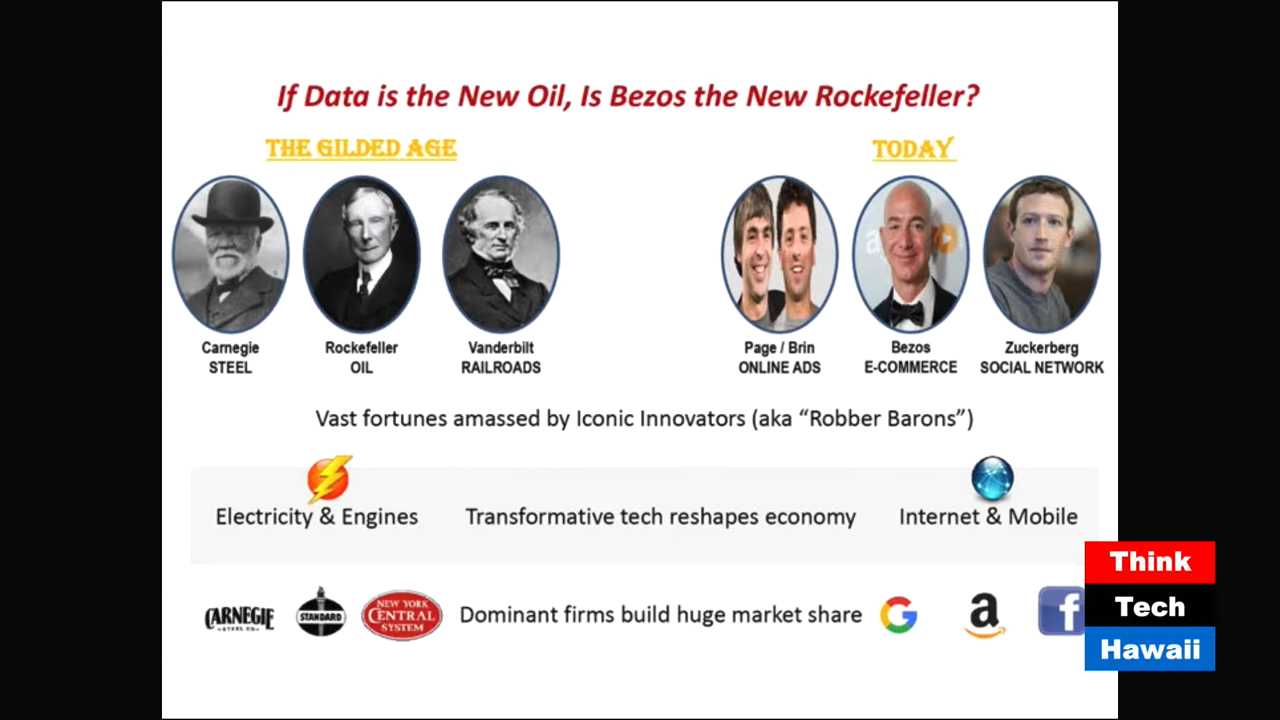 If Data is the New Oil, Is Bezos the New Rockefeller?
THE GILDED AGE
TODAY
Carnegie
STEEL
Rockefeller
OIL
Vanderbilt
RAILROADS
Page / Brin
ONLINE ADS
Bezos
E-COMMERCE
Zuckerberg
SOCIAL NETWORK
Vast fortunes amassed by Iconic Innovators (aka “Robber Barons”)
Electricity & Engines
Transformative tech reshapes economy
Internet & Mobile
CARNEGIE
STEEL CO
STANDARD
NEW YORK
CENTRAL
SYSTEM
Dominant firms build huge market share
G
a
f
Think
Tech
Hawaii